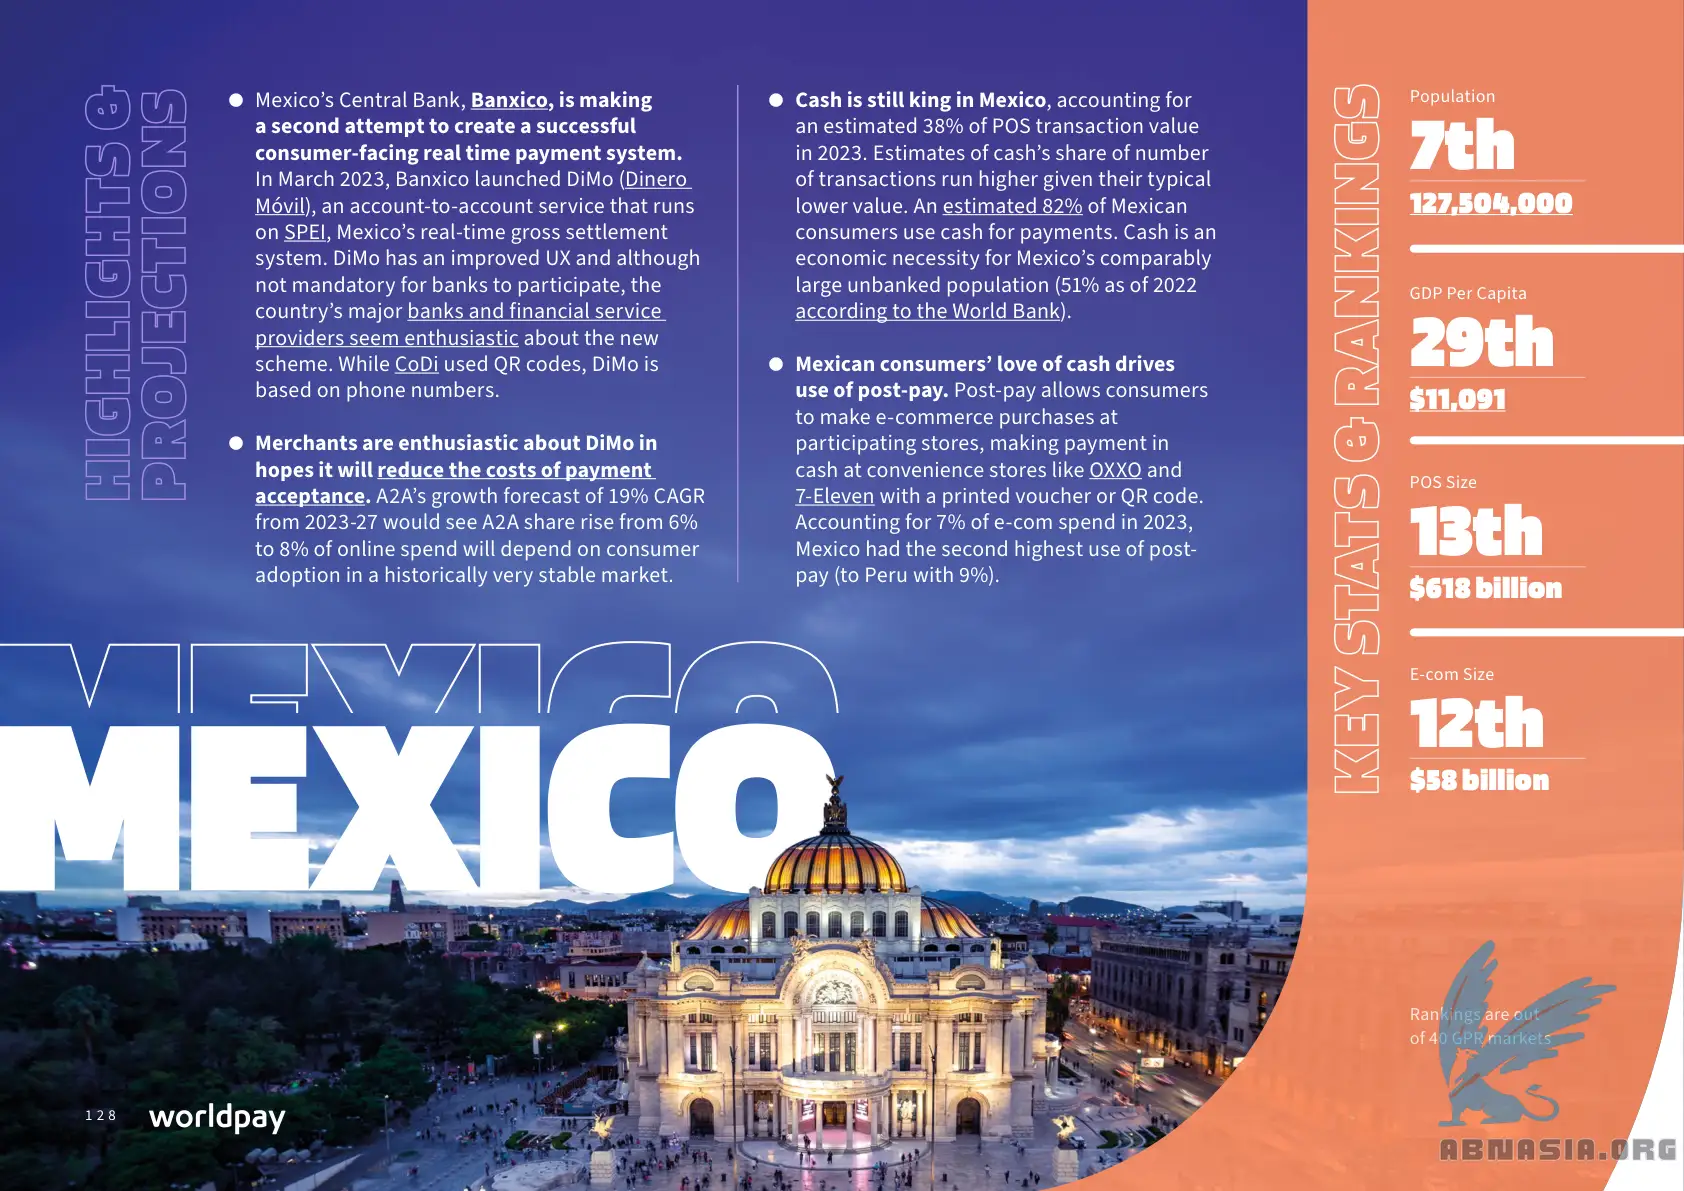 HIGHLIGHTS &
PROJECTIONS
● Mexico’s Central Bank, Banxico, is making
a second attempt to create a successful
consumer-facing real time payment system.
In March 2023, Banxico launched DiMo (Dinero
Móvil), an account-to-account service that runs
on SPEI, Mexico’s real-time gross settlement
system. DiMo has an improved UX and although
not mandatory for banks to participate, the
country’s major banks and financial service
providers seem enthusiastic about the new
scheme. While CoDi used QR codes, DiMo is
based on phone numbers.
● Merchants are enthusiastic about DiMo in
hopes it will reduce the costs of payment
acceptance. A2A’s growth forecast of 19% CAGR
from 2023-27 would see A2A share rise from 6%
to 8% of online spend will depend on consumer
adoption in a historically very stable market.
● Cash is still king in Mexico, accounting for
an estimated 38% of POS transaction value
in 2023. Estimates of cash’s share of number
of transactions run higher given their typical
lower value. An estimated 82% of Mexican
consumers use cash for payments. Cash is an
economic necessity for Mexico’s comparably
large unbanked population (51% as of 2022
according to the World Bank).
● Mexican consumers’ love of cash drives
use of post-pay. Post-pay allows consumers
to make e-commerce purchases at
participating stores, making payment in
cash at convenience stores like OXXO and
7-Eleven with a printed voucher or QR code.
Accounting for 7% of e-com spend in 2023,
Mexico had the second highest use of post-
pay (to Peru with 9%).
MEXICO
MEXICO
KEY STATS & RANKINGS
Population
7th
127,504,000
GDP Per Capita
29th
$11,091
POS Size
13th
$618 billion
E-com Size
12th
$58 billion
Rankings are out
of 40 GPR markets
128 worldpay
ABNASIA.ORG